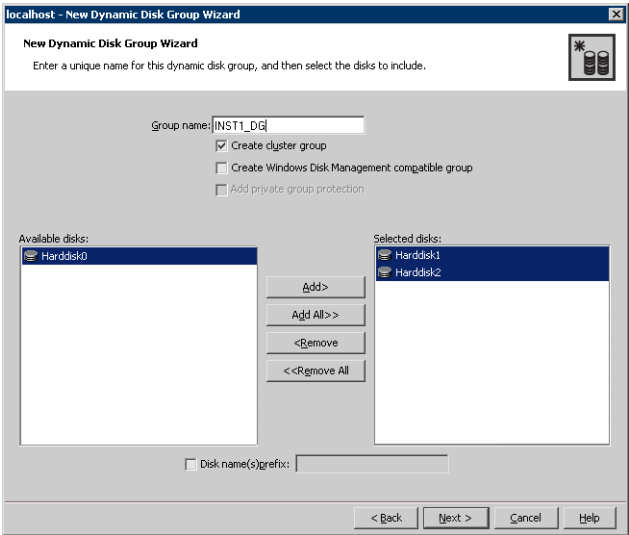 localhost - New Dynamic Disk Group Wizard
New Dynamic Disk Group Wizard
Enter a unique name for this dynamic disk group, and then select the disks to include.
Group name: INST1_DG
Create cluster group
Create Windows Disk Management compatible group
Add private group protection
Available disks:
Selected disks:
Harddisk0
Harddisk1
Harddisk2
Add>
Add All>>
<Remove
<<Remove All
Disk name(s)prefix:
< Back
Next >
Cancel
Help